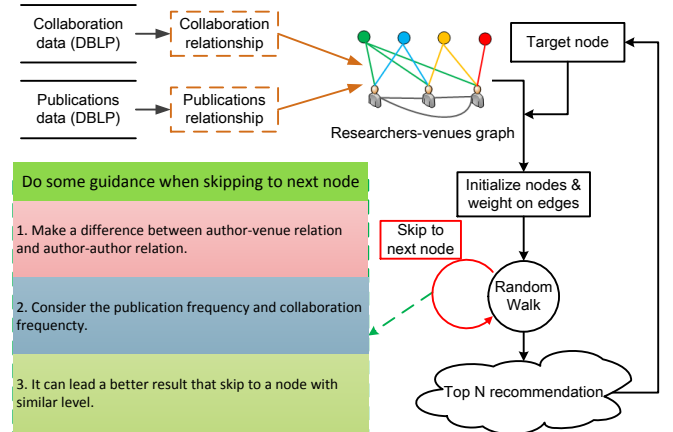 Collaboration
data (DBLP)
Collaboration
relationship
Target node
Publications
data (DBLP)
Publications
relationship
Researchers-venues graph
Do some guidance when skipping to next node
Initialize nodes &
weight on edges
1. Make a difference between author-venue relation
and author-author relation.
Skip to
next node
Random
Walk
2. Consider the publication frequency and collaboration
frequencty.
3. It can lead a better result that skip to a node with
similar level.
Top N recommendation